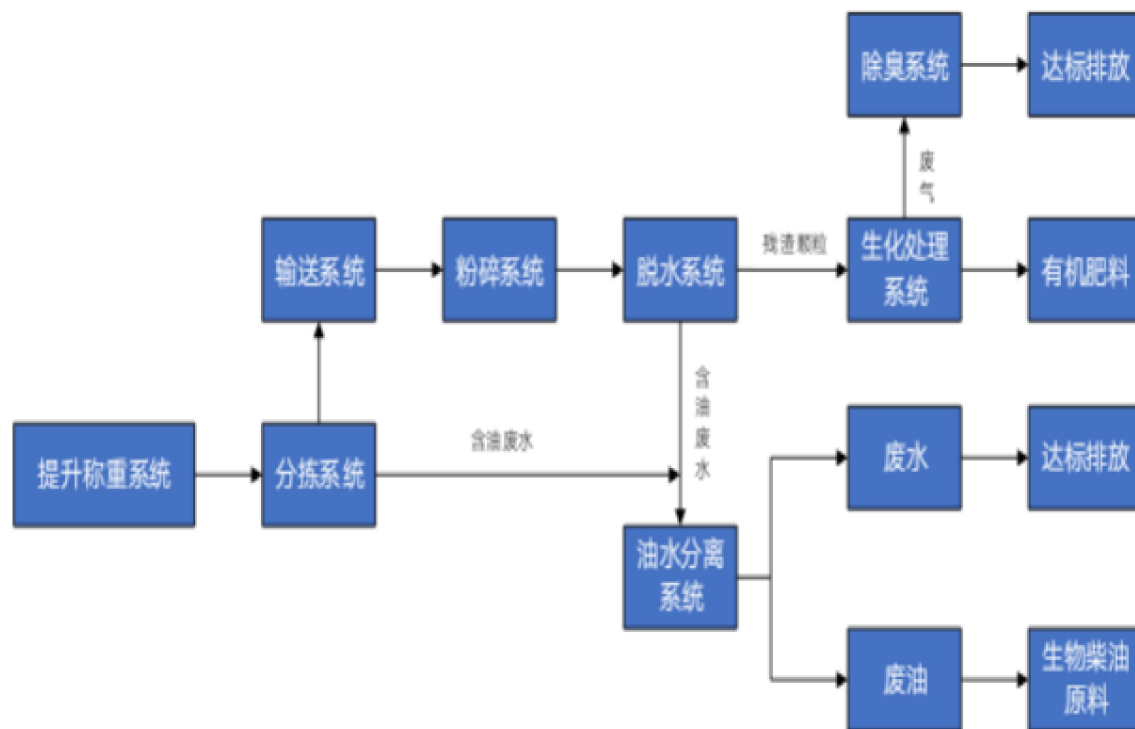 除臭系统
达标排放
废
气
输送系统
粉碎系统
脱水系统
残渣颗粒
生化处理
系统
有机肥料
含
油
废
水
提升称重系统
分拣系统
含油废水
废水
达标排放
油水分离
系统
废油
生物柴油
原料